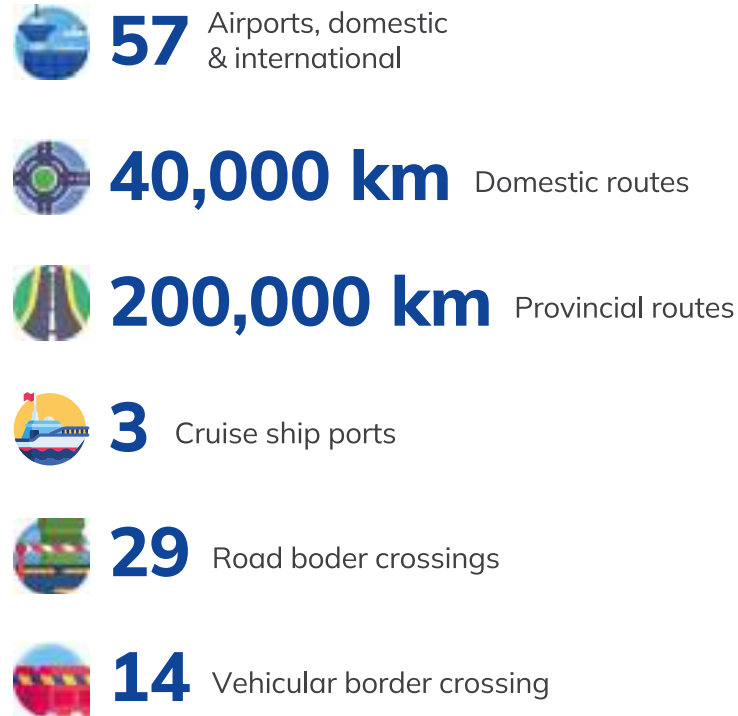 57 Airports, domestic
& international
40,000 km Domestic routes
200,000 km Provincial routes
3 Cruise ship ports
29 Road boder crossings
14 Vehicular border crossing